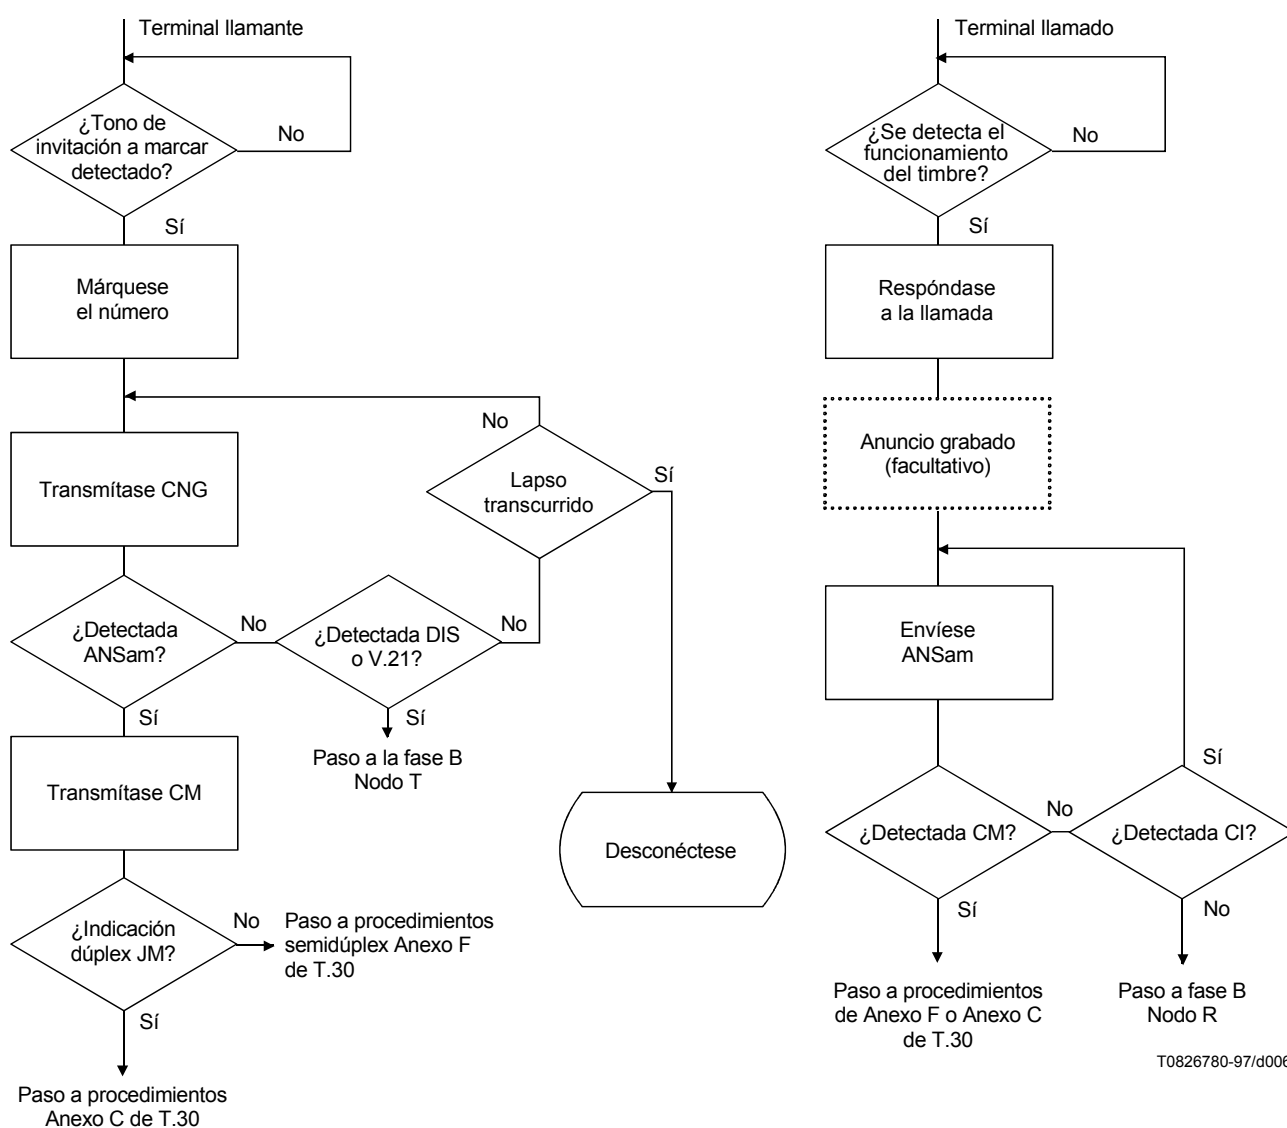 Terminal llamante
¿Tono de
invitación a marcar
detectado?
No
Sí
Márquese
el número
No
Transmítase CNG
Lapso
transcurrido
Sí
¿Detectada
ANSam?
No
¿Detectada DIS
o V.21?
No
Sí
Sí
Paso a la fase B
Nodo T
Transmítase CM
Desconéctese
¿Indicación
dúplex JM?
No
Paso a procedimientos
semidúplex Anexo F
de T.30
Sí
Paso a procedimientos
Anexo C de T.30
Terminal llamado
¿Se detecta el
funcionamiento
del timbre?
No
Sí
Respóndase
a la llamada
Anuncio grabado
(facultativo)
Envíese
ANSam
Sí
¿Detectada CM?
No
¿Detectada CI?
Sí
No
Paso a procedimientos
de Anexo F o Anexo C
de T.30
Paso a fase B
Nodo R
T0826780-97/d006